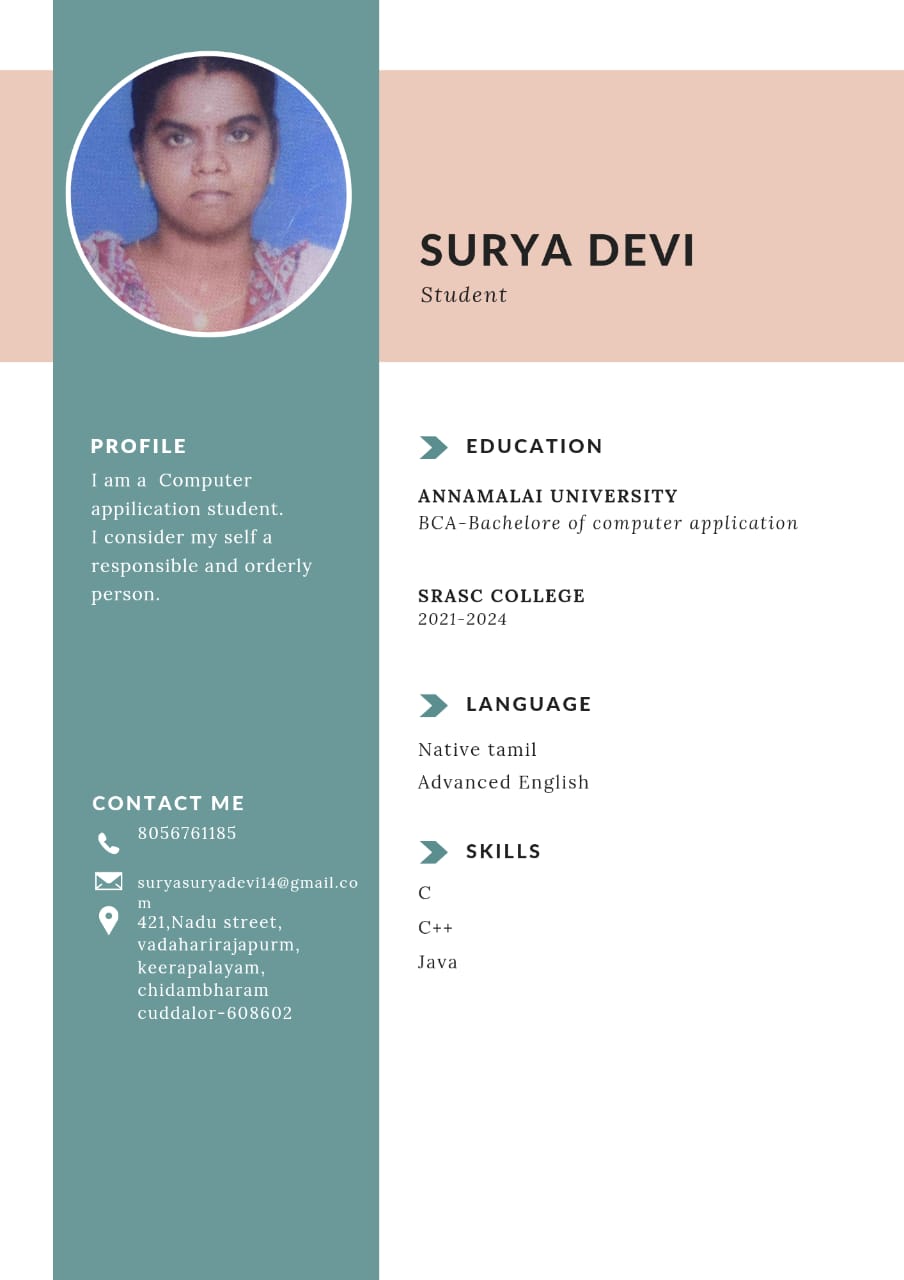 SURYA DEVI
Student
PROFILE
I am a  Computer
appilication student.
I consider my self a
responsible and orderly
person.
CONTACT ME
8056761185
suryasuryadevi14@gmail.co
m
421,Nadu street,
vadaharirajapurm,
keerapalayam,
chidambharam
cuddalor-608602
EDUCATION
ANNAMALAI UNIVERSITY
BCA-Bachelore of computer application
SRASC COLLEGE
2021-2024
LANGUAGE
Native tamil
Advanced English
SKILLS
C
C++
Java